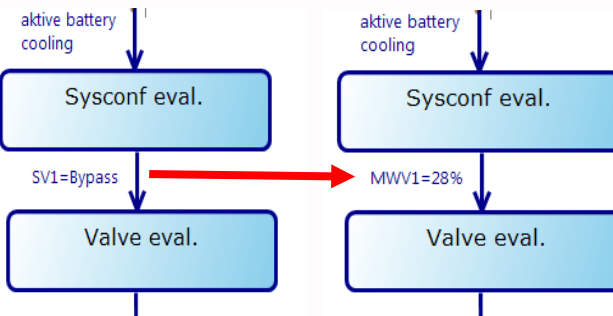 aktive battery
cooling
Sysconf eval.
SV1=Bypass
Valve eval.
aktive battery
cooling
Sysconf eval.
MWV1=28%
Valve eval.